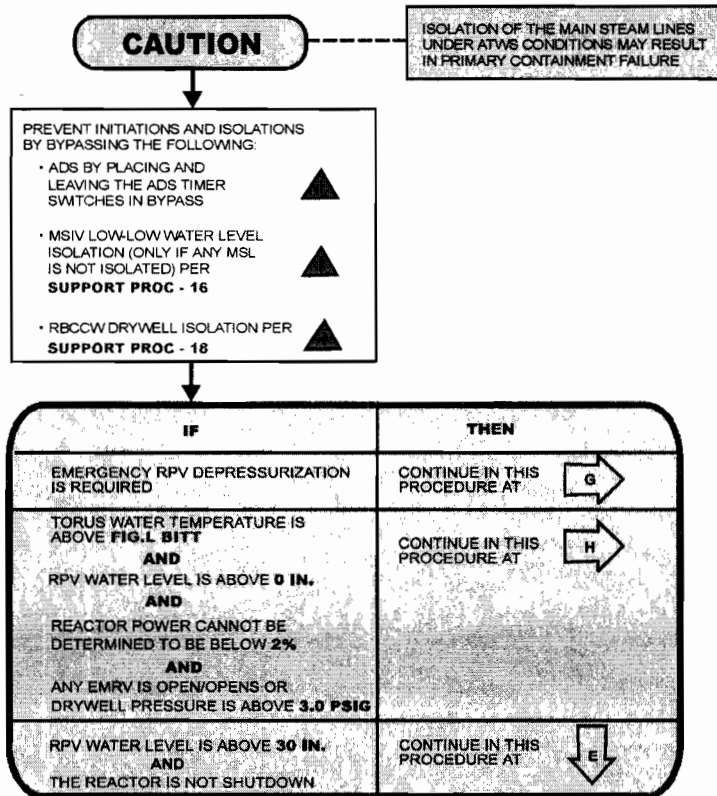 CAUTION
ISOLATION OF THE MAIN STEAM LINES
UNDER ATWS CONDITIONS MAY RESULT
IN PRIMARY CONTAINMENT FAILURE
PREVENT INITIATIONS AND ISOLATIONS
BY BYPASSING THE FOLLOWING:
• ADS BY PLACING AND
LEAVING THE ADS TIMER
SWITCHES IN BYPASS
• MSIV LOW-LOW WATER LEVEL
ISOLATION (ONLY IF ANY MSL
IS NOT ISOLATED) PER
SUPPORT PROC - 16
• RBCCW DRYWELL ISOLATION PER
SUPPORT PROC - 18
IF
THEN
EMERGENCY RPV DEPRESSURIZATION
IS REQUIRED
CONTINUE IN THIS
PROCEDURE AT
G
TORUS WATER TEMPERATURE IS
ABOVE FIG.L BITT
AND
RPV WATER LEVEL IS ABOVE 0 IN.
AND
REACTOR POWER CANNOT BE
DETERMINED TO BE BELOW 2%
AND
ANY EMRV IS OPEN/OPENS OR
DRYWELL PRESSURE IS ABOVE 3.0 PSIG
CONTINUE IN THIS
PROCEDURE AT
H
RPV WATER LEVEL IS ABOVE 30 IN.
AND
THE REACTOR IS NOT SHUTDOWN
CONTINUE IN THIS
PROCEDURE AT
E